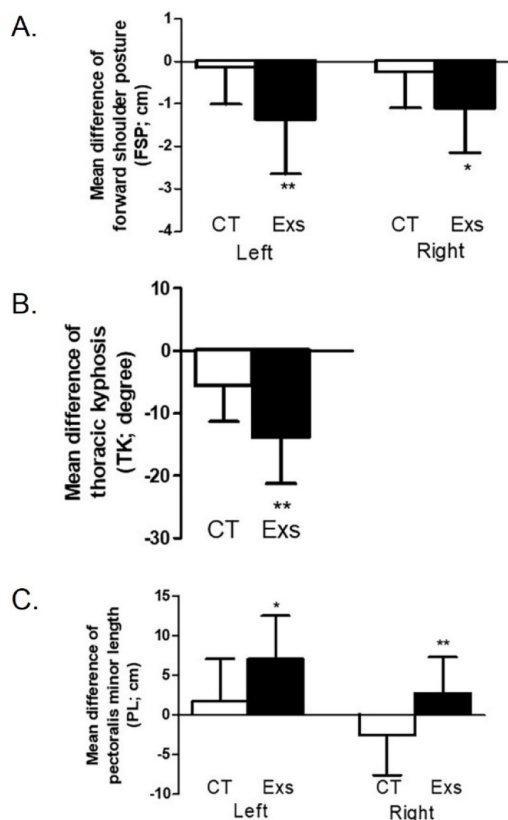 A.
Mean difference of
forward shoulder posture
(FSP; cm)
1
0
-1
-2
-3
-4
**
*
CT Exs CT Exs
Left Right
B.
Mean difference of
thoracic kyphosis
(TK; degree)
10
0
-10
-20
-30
**
CT Exs
C.
Mean difference of
pectoralis minor length
(PL; cm)
15
10
5
0
-5
-10
*
**
CT Exs CT Exs
Left Right